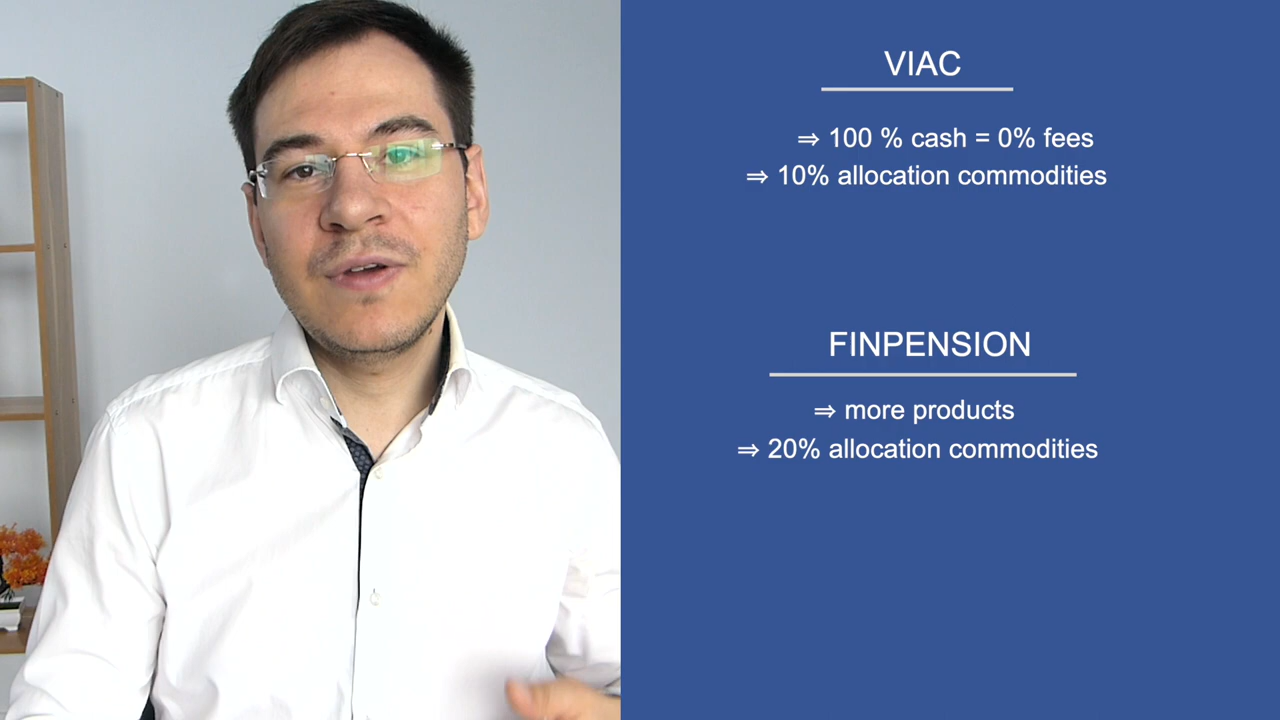 VIAC
⇒ 100 % cash = 0% fees
⇒ 10% allocation commodities
FINPENSION
⇒ more products
⇒ 20% allocation commodities